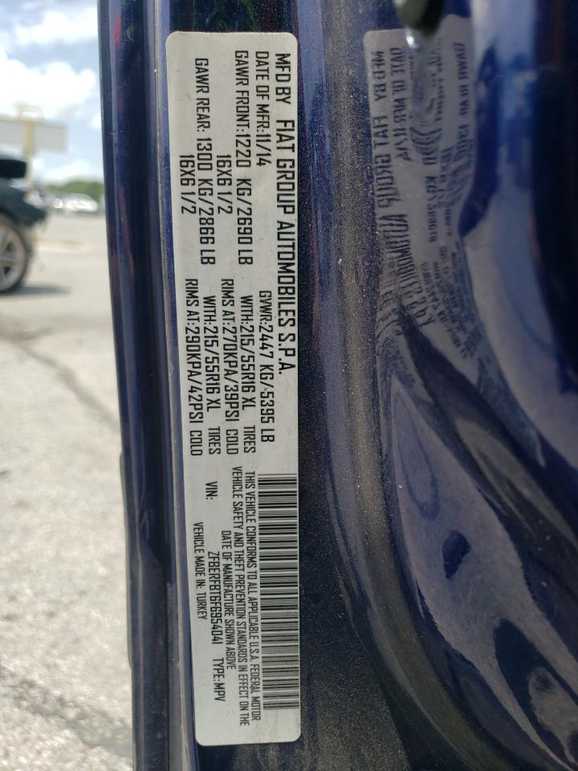 MFD BY FIAT GROUP AUTOMOBILES S.P.A.
DATE OF MFR:11/14 GVWR:2447 KG/-5395 LB
GAWR FRONT:1220 KG/2690 LB WITH:215/55R16 XL TIRES
16X6 1/2 RIMS AT:270KPA/39PSI COLD
GAWR REAR:1300 KG/2866 LB WITH:215/55R16 XL TIRES
16X6 1/2 RIMS AT:290KPA/42PSI COLD
THIS VEHICLE CONFORMS TO ALL APPLICABLE U.S.A. FEDERAL MOTOR
VEHICLE SAFETY AND THEFT PREVENTION STANDARDS IN EFFECT ON THE
DATE OF MANUFACTURE SHOWN ABOVE
VIN: ZFBERFBT6F6954041 TYPE:MPV
VEHICLE MADE IN: TURKEY